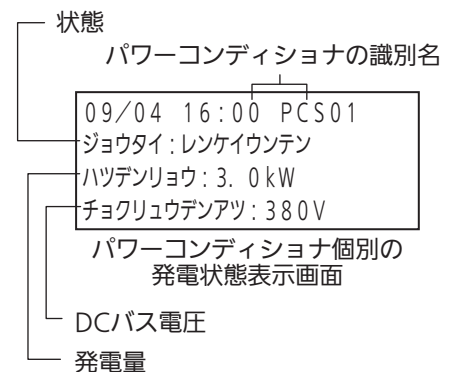 状態
パワーコンディショナの識別名
09/04 16:00 PCS01
ジョウタイ:レンケイウンテン
ハツデンリョウ:3. 0kW
チョクリュウデンアツ:380V
パワーコンディショナ個別の
発電状態表示画面
DCバス電圧
発電量